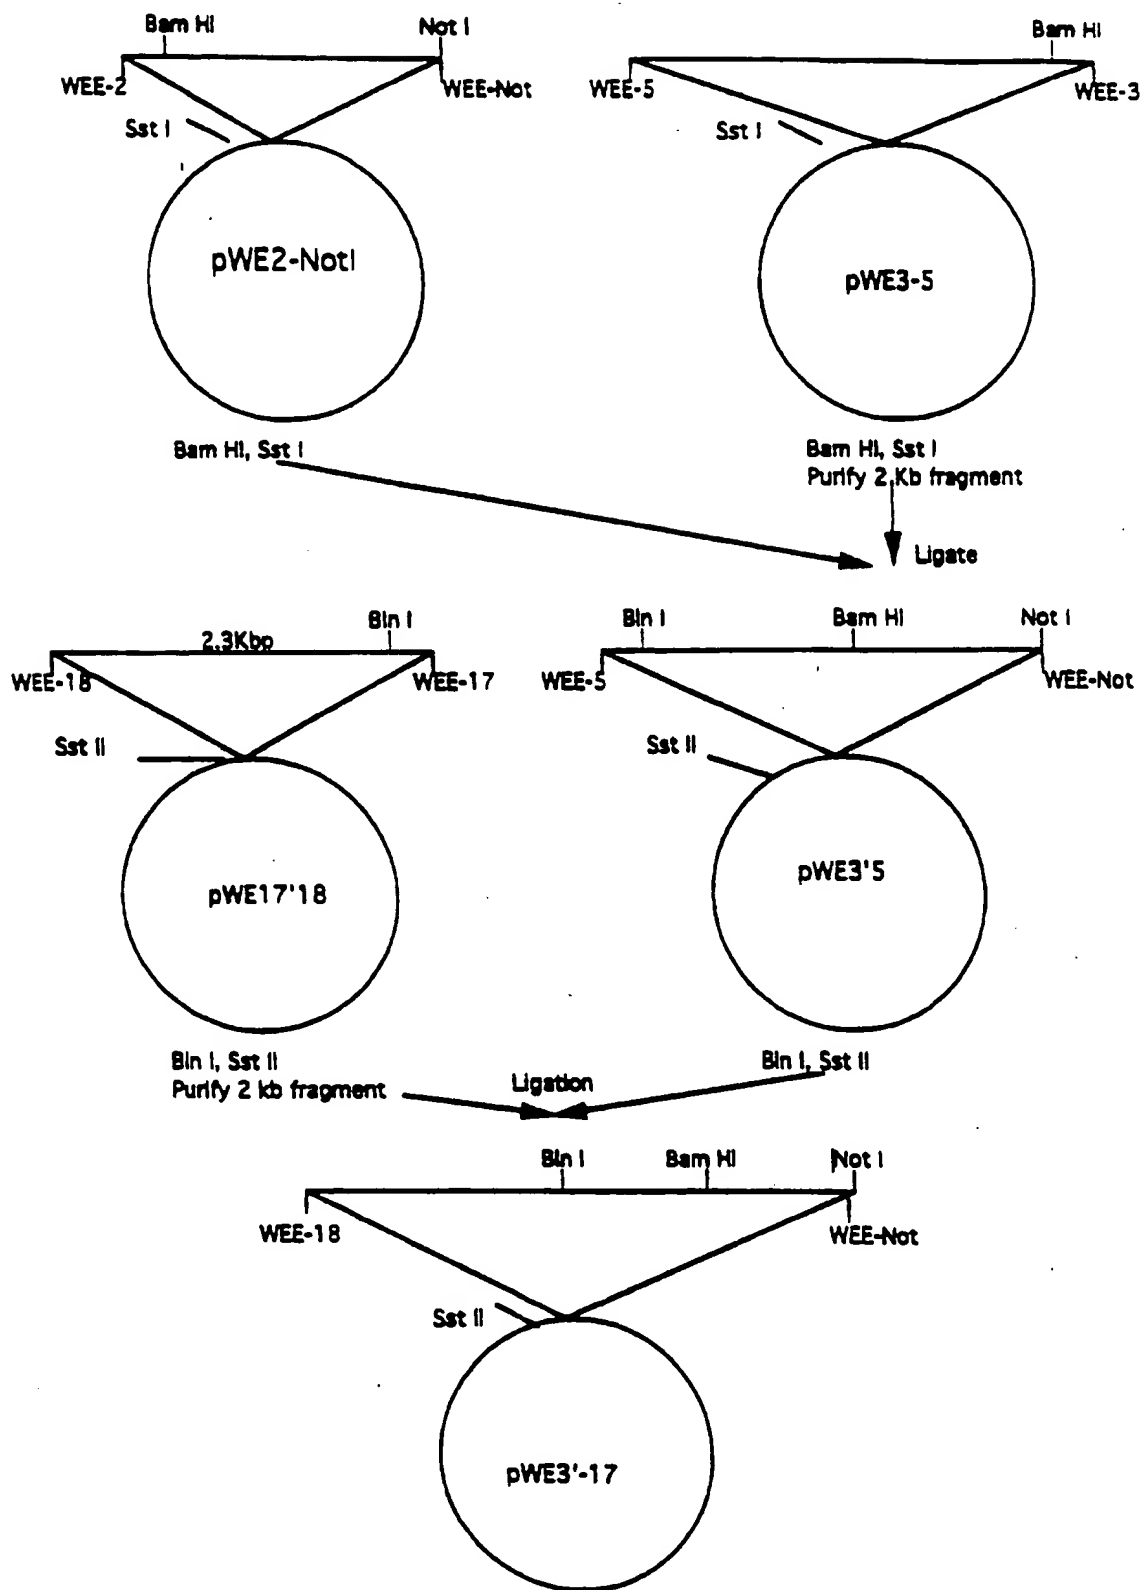 Bam HI
Not I
WEE-2
WEE-Not
Sst I
pWE2-NotI
Bam HI, Sst I
Bam HI
WEE-5
WEE-3
Sst I
pWE3-5
Bam HI, Sst I
Purify 2 Kb fragment
Ligate
2.3Kbp
Bln I
WEE-18
WEE-17
Sst II
pWE17'18
Bln I, Sst II
Purify 2 kb fragment
Bln I
Bam HI
Not I
WEE-5
WEE-Not
Sst II
pWE3'5
Bln I, Sst II
Ligation
Bln I
Bam HI
Not I
WEE-18
WEE-Not
Sst II
pWE3'-17